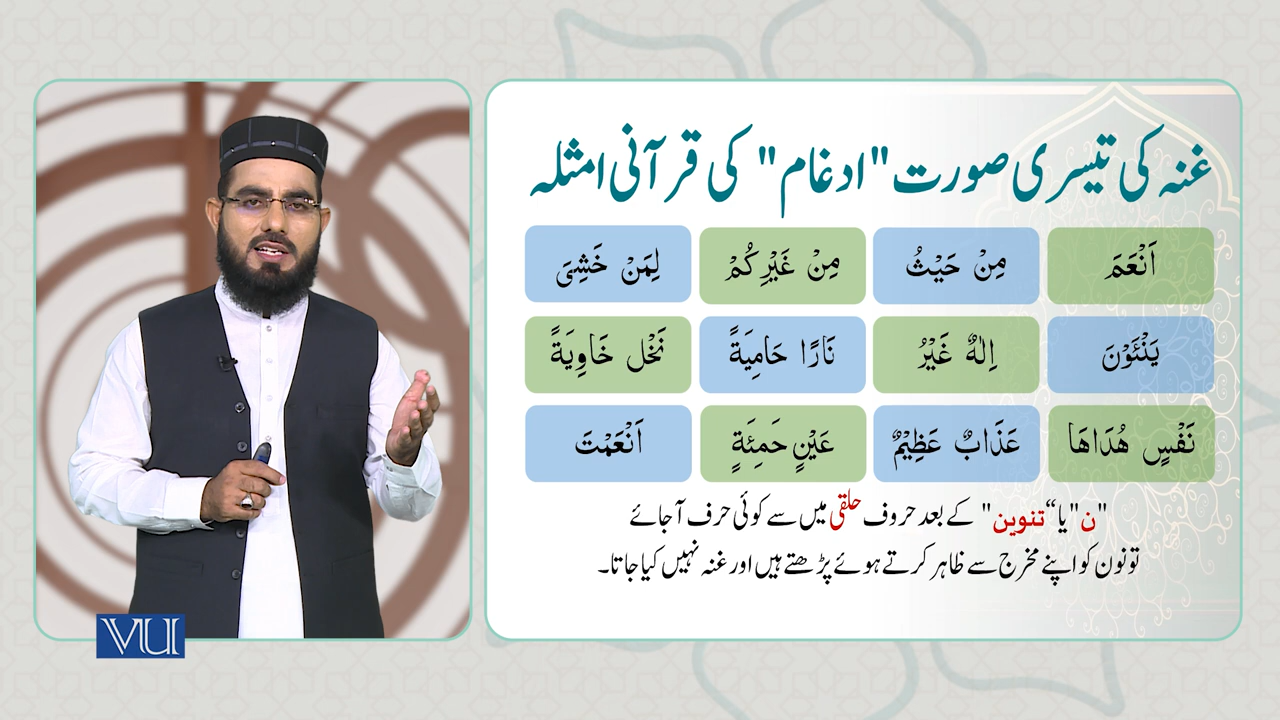 غنہ کی تیسری صورت "ادغام" کی قرآنی امثلہ
اَنْعَمَ مِنْ حَيْثُ مِنْ غَيْرِكُمْ لِمَنْ خَشِىَ
يَنْئَوْنَ اِلٰهٌ غَيْرُ نَارًا حَامِيَةً نَخْل خَاوِيَةً
نَفْسٍ هُدَاهَا عَذَابٌ عَظِيْمٌ عَيْنٍ حَمِئَةٍ اَنْعَمْتَ
"ن" یا "تنوین" کے بعد حروف حلقی میں سے کوئی حرف آ جائے
تو نون کو اپنے مخرج سے ظاہر کرتے ہوئے پڑھتے ہیں اور غنہ نہیں کیا جاتا۔
VU